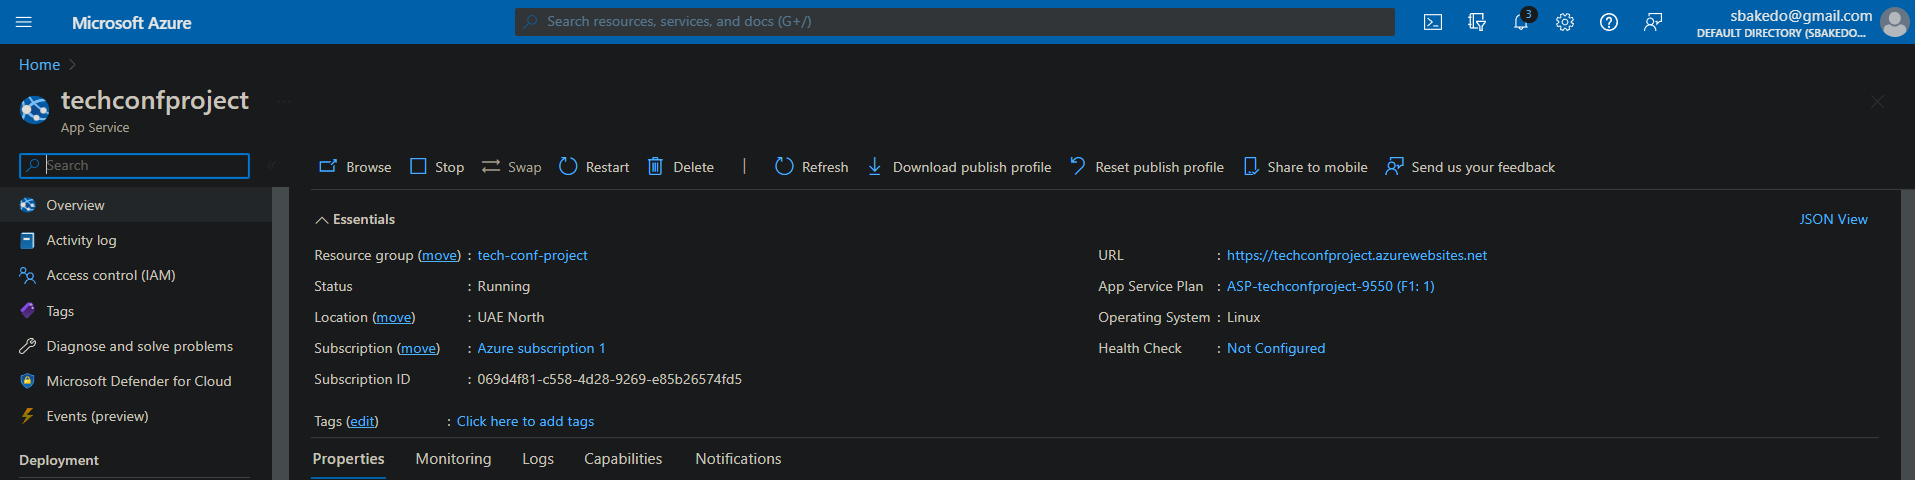 Microsoft Azure
Search resources, services, and docs (G+/)
3
sbakedo@gmail.com
DEFAULT DIRECTORY (SBAKEDO...
Home
techconfproject
App Service
Search
Browse Stop Swap Restart Delete Refresh Download publish profile Reset publish profile Share to mobile Send us your feedback
Overview
Activity log
Access control (IAM)
Tags
Diagnose and solve problems
Microsoft Defender for Cloud
Events (preview)
Deployment
Essentials
JSON View
Resource group (move) : tech-conf-project
Status : Running
Location (move) : UAE North
Subscription (move) : Azure subscription 1
Subscription ID : 069d4f81-c558-4d28-9269-e85b26574fd5
Tags (edit) : Click here to add tags
URL : https://techconfproject.azurewebsites.net
App Service Plan : ASP-techconfproject-9550 (F1: 1)
Operating System : Linux
Health Check : Not Configured
Properties Monitoring Logs Capabilities Notifications